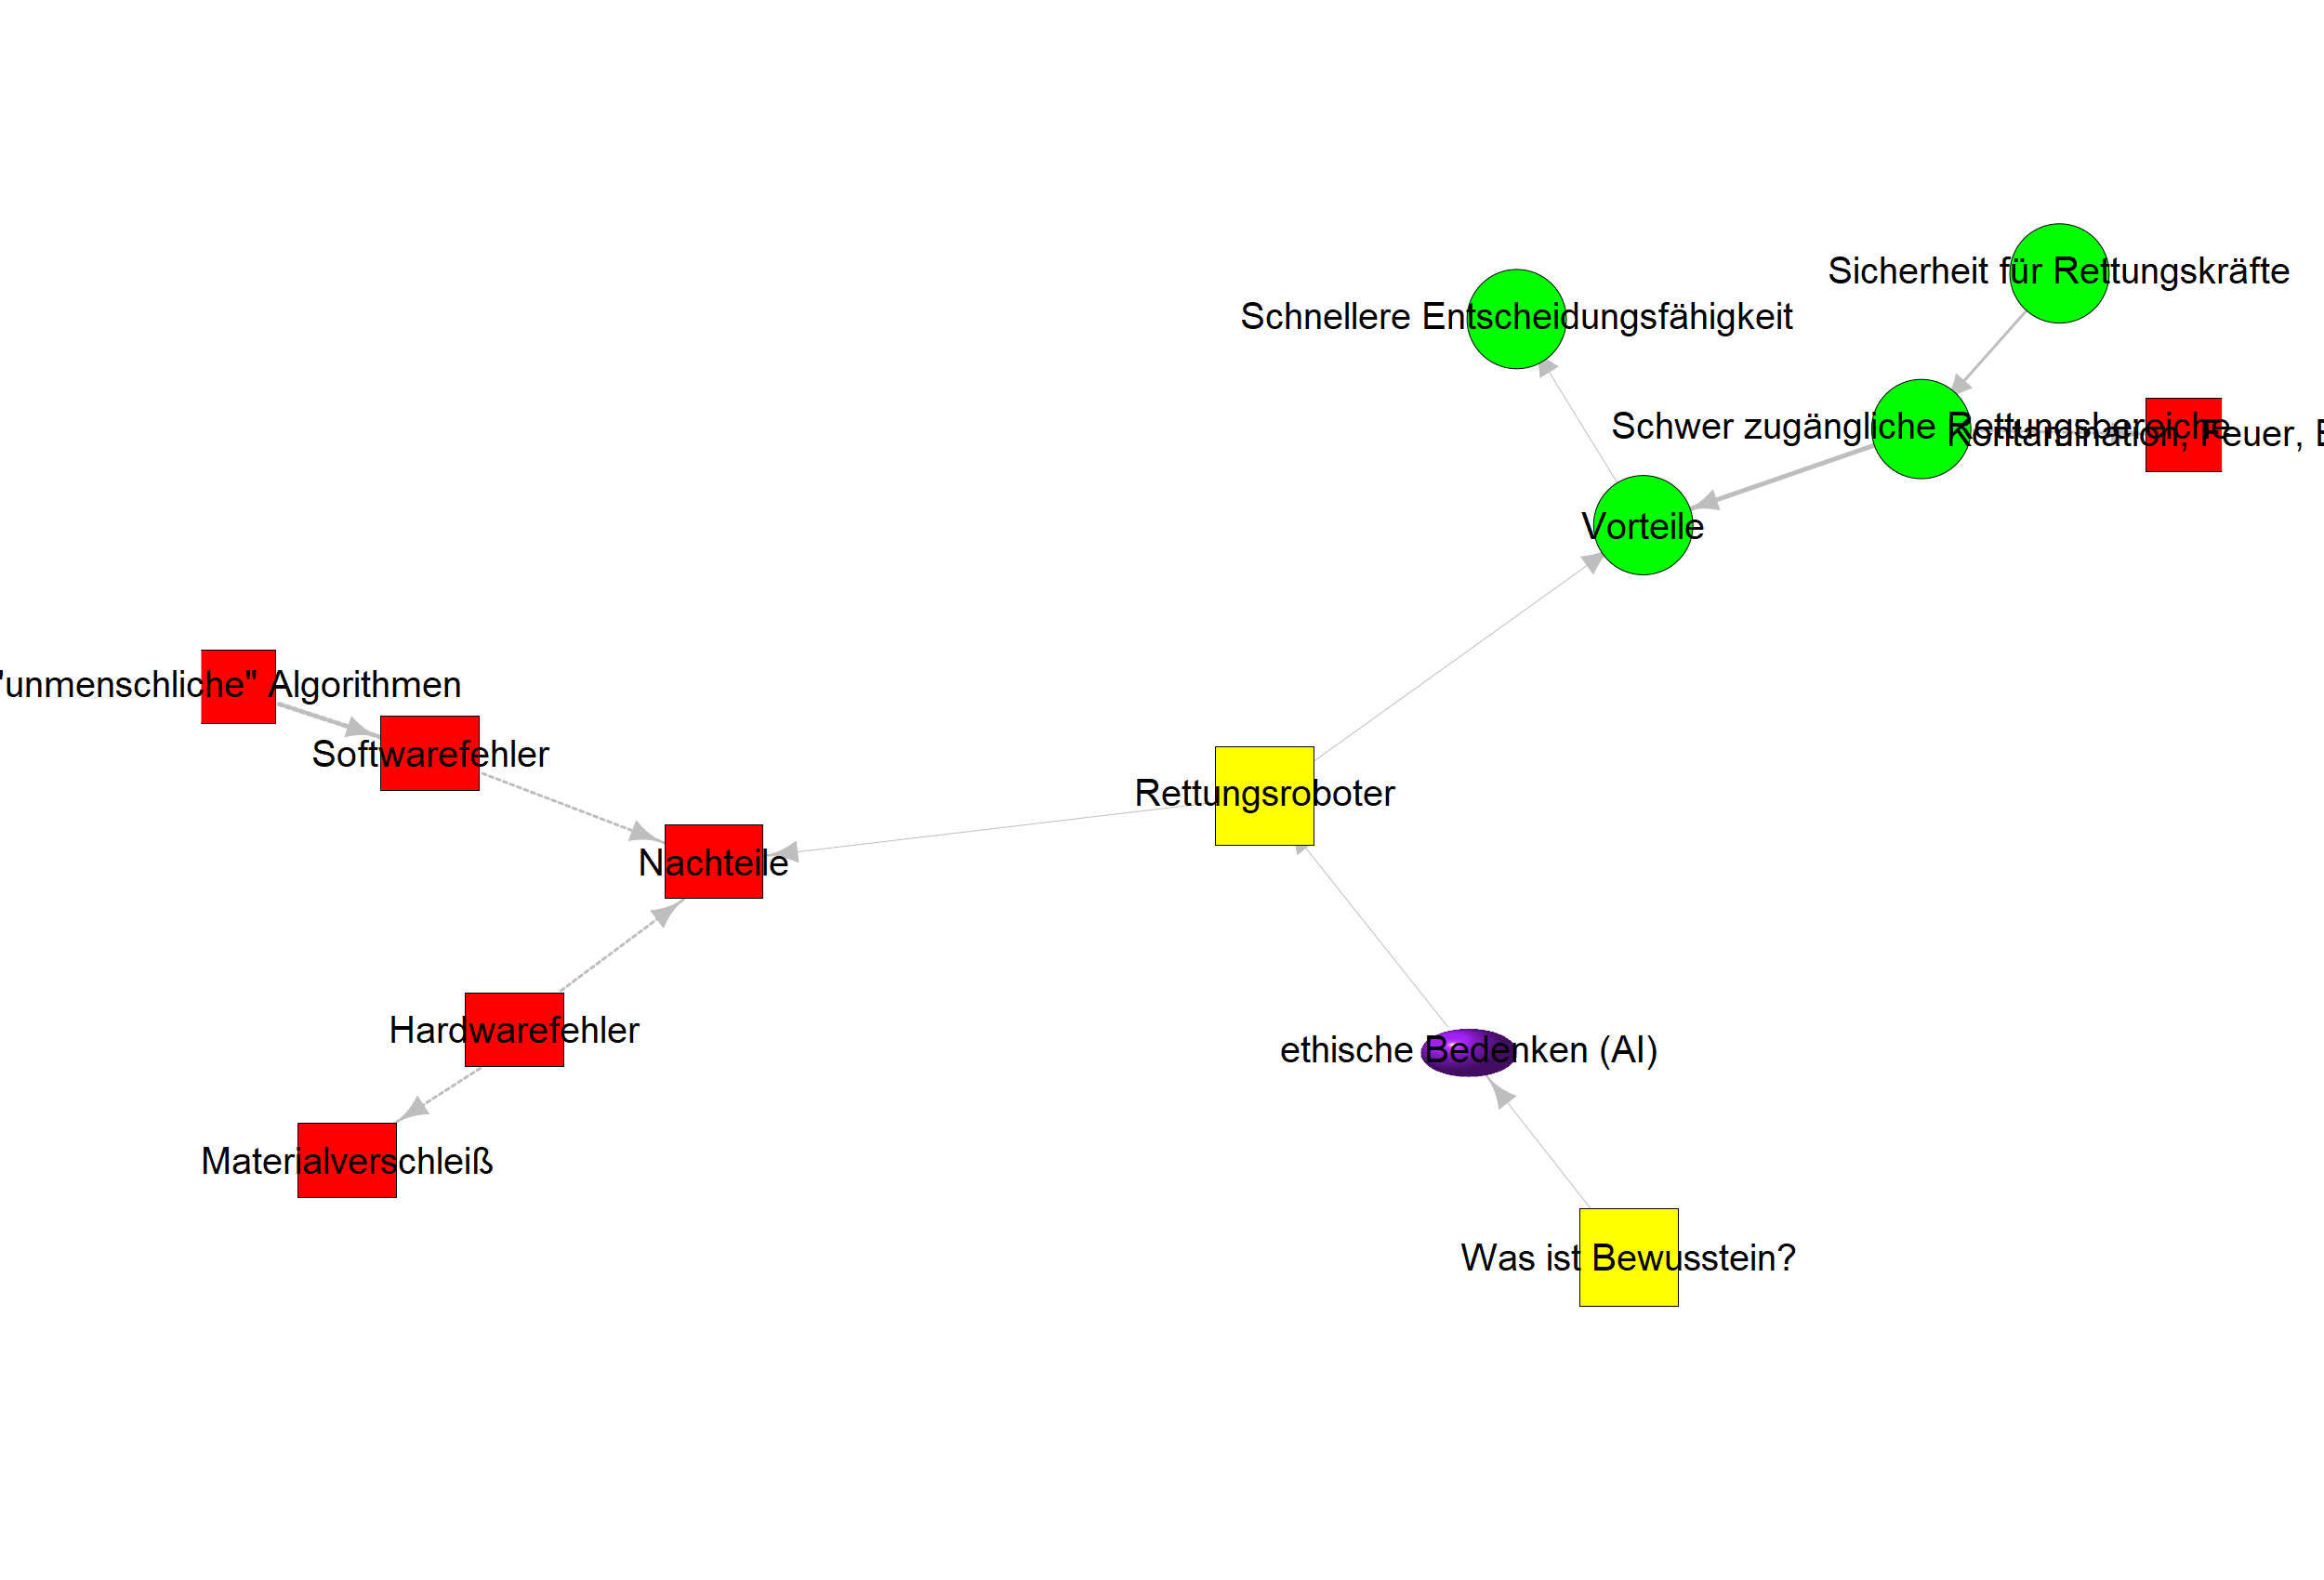 Sicherheit für Rettungskräfte
Schnellere Entscheidungsfähigkeit
Schwer zugängliche Rettungsbereiche
Kontamination, Feuer,
Vorteile
"unmenschliche" Algorithmen
Softwarefehler
Rettungsroboter
Nachteile
Hardwarefehler
ethische Bedenken (AI)
Materialverschleiß
Was ist Bewusstein?